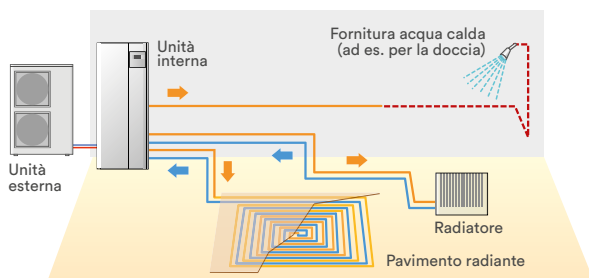 Fornitura acqua calda
(ad es. per la doccia)
Unità
interna
Unità
esterna
Radiatore
Pavimento radiante